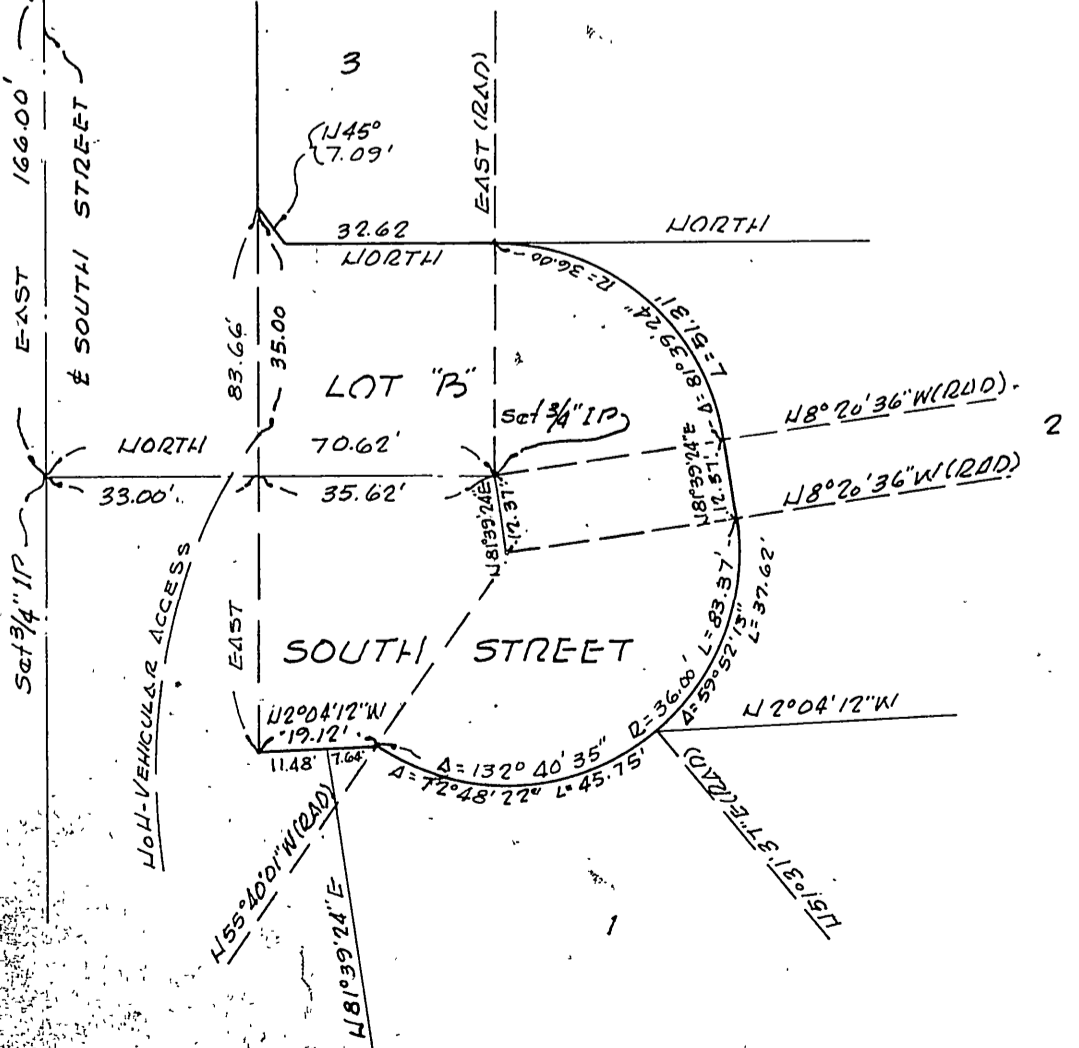 EAST 166.00'
℄ SOUTH STREET
3
EAST (RAD)
N45°
7.09'
32.62
NORTH
NORTH
R=36.00
Δ=81°39'24"
L=51.31'
83.66'
35.00
LOT "B"
Set 3/4" IP
NORTH
70.62'
33.00'
35.62'
N8°20'36"W(RAD).
2
N8°20'36"W(RAD)
N81°39'24"E
12.57'
N81°39'24"E
12.37'
Set 3/4" IP
NON-VEHICULAR ACCESS
EAST
SOUTH STREET
N2°04'12"W
19.12'
11.48' 7.64'
R=36.00' L=83.37'
Δ=59°52'13"
L=37.62'
Δ=132°40'35"
Δ=72°48'22" L=45.75'
N2°04'12"W
N51°31'37"E(RAD)
N55°40'01"W(RAD)
N81°39'24"E
1